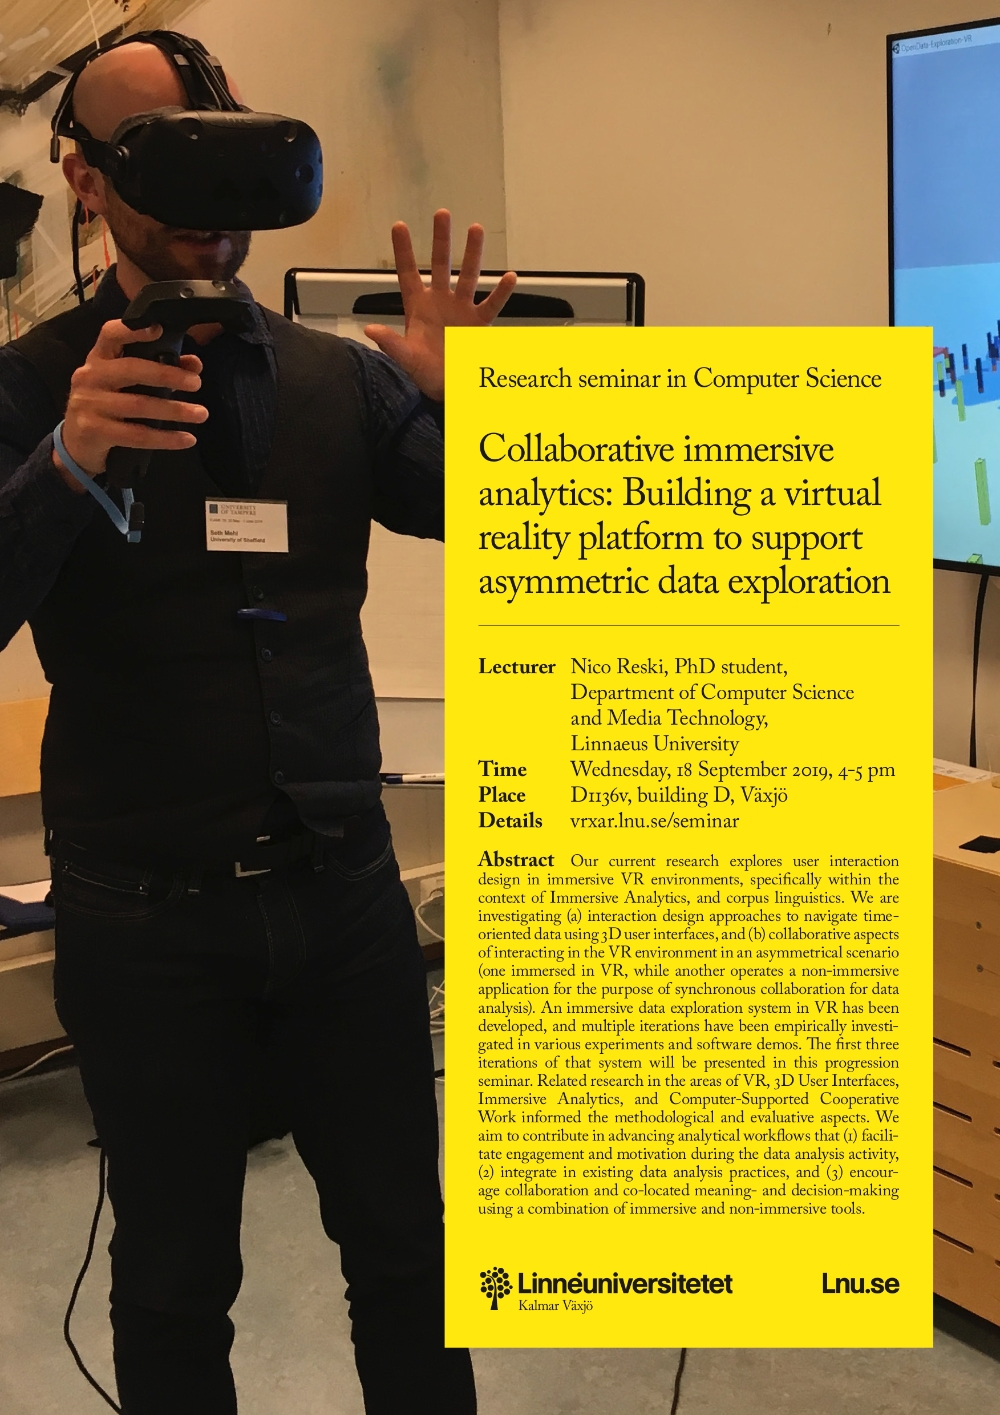 OpenData-Exploration-VR
HTC
UNIVERSITY
OF TAMPERE
Seth Mehl
University of Sheffield
Research seminar in Computer Science
Collaborative immersive
analytics: Building a virtual
reality platform to support
asymmetric data exploration
Lecturer Nico Reski, PhD student,
Department of Computer Science
and Media Technology,
Linnaeus University
Time Wednesday, 18 September 2019, 4–5 pm
Place D1136v, building D, Växjö
Details vrxar.lnu.se/seminar
Abstract Our current research explores user interaction
design in immersive VR environments, specifically within the
context of Immersive Analytics, and corpus linguistics. We are
investigating (a) interaction design approaches to navigate time-
oriented data using 3D user interfaces, and (b) collaborative aspects
of interacting in the VR environment in an asymmetrical scenario
(one immersed in VR, while another operates a non-immersive
application for the purpose of synchronous collaboration for data
analysis). An immersive data exploration system in VR has been
developed, and multiple iterations have been empirically investi-
gated in various experiments and software demos. The first three
iterations of that system will be presented in this progression
seminar. Related research in the areas of VR, 3D User Interfaces,
Immersive Analytics, and Computer-Supported Cooperative
Work informed the methodological and evaluative aspects. We
aim to contribute in advancing analytical workflows that (1) facili-
tate engagement and motivation during the data analysis activity,
(2) integrate in existing data analysis practices, and (3) encour-
age collaboration and co-located meaning- and decision-making
using a combination of immersive and non-immersive tools.
Linnéuniversitetet
Kalmar Växjö
Lnu.se